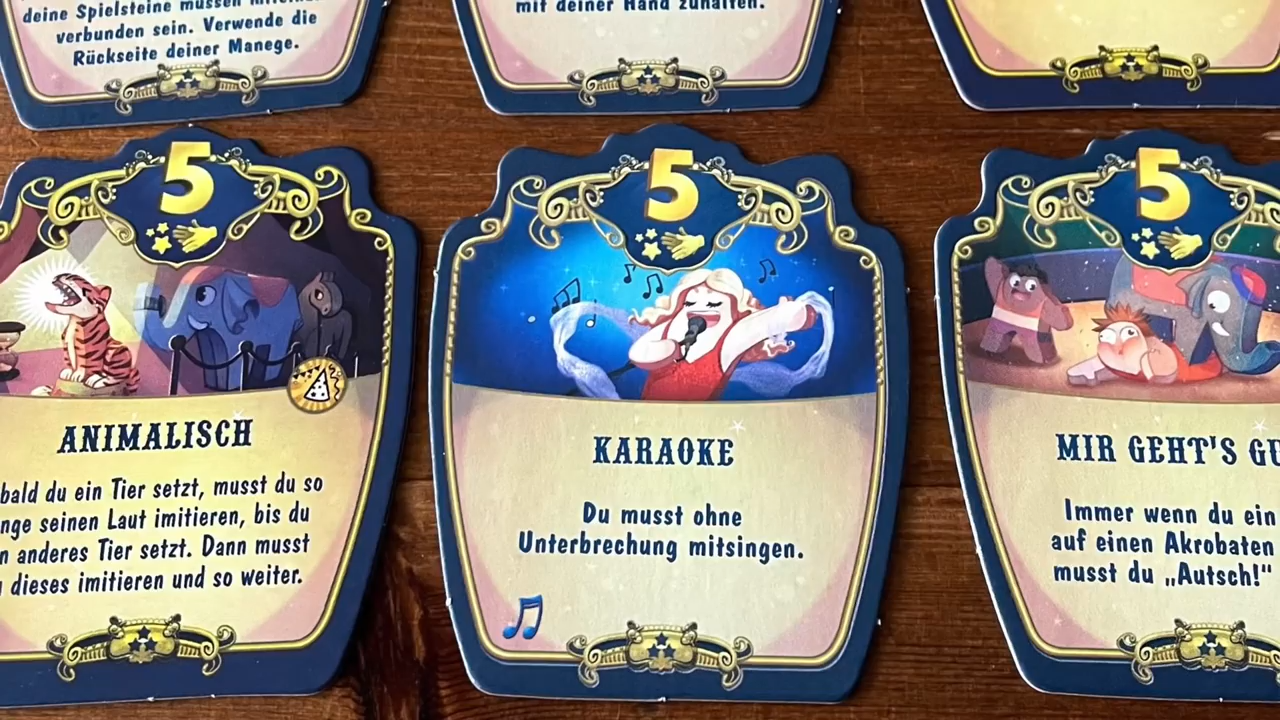 deine Spielsteine müssen
verbunden sein. Verwende die
Rückseite deiner Manege.
mit deiner Hand zuhalten.
5
ANIMALISCH
bald du ein Tier setzt, musst du so
nge seinen Laut imitieren, bis du
n anderes Tier setzt. Dann musst
dieses imitieren und so weiter.
5
KARAOKE
Du musst ohne
Unterbrechung mitsingen.
5
MIR GEHT'S GU
Immer wenn du ein
auf einen Akrobaten
musst du „Autsch!“